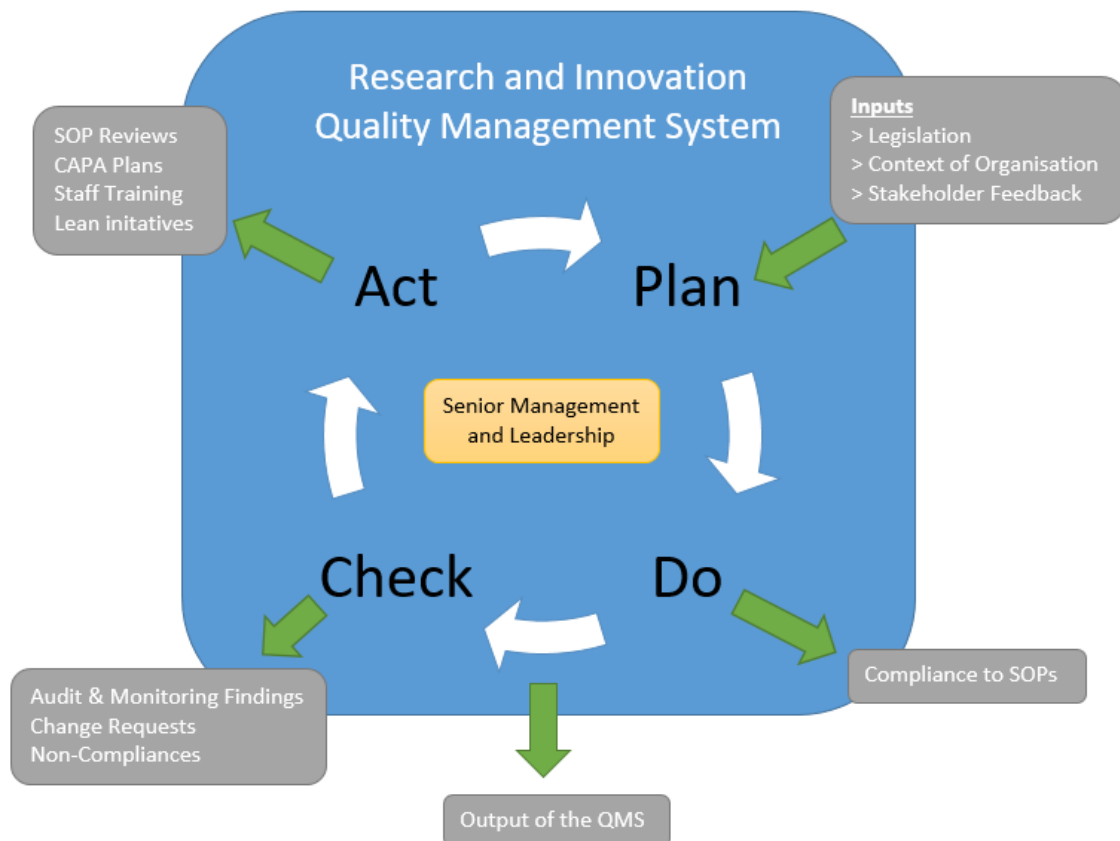 Research and Innovation
Quality Management System
SOP Reviews
CAPA Plans
Staff Training
Lean initatives
Inputs
> Legislation
> Context of Organisation
> Stakeholder Feedback
Act
Plan
Senior Management
and Leadership
Check
Do
Audit & Monitoring Findings
Change Requests
Non-Compliances
Compliance to SOPs
Output of the QMS